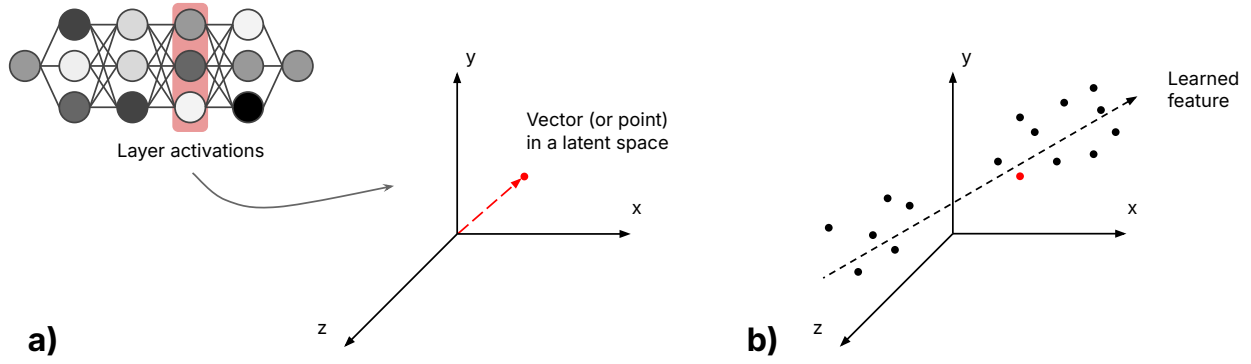 Layer activations
y
Vector (or point)
in a latent space
x
z
a)
y
Learned
feature
x
z
b)